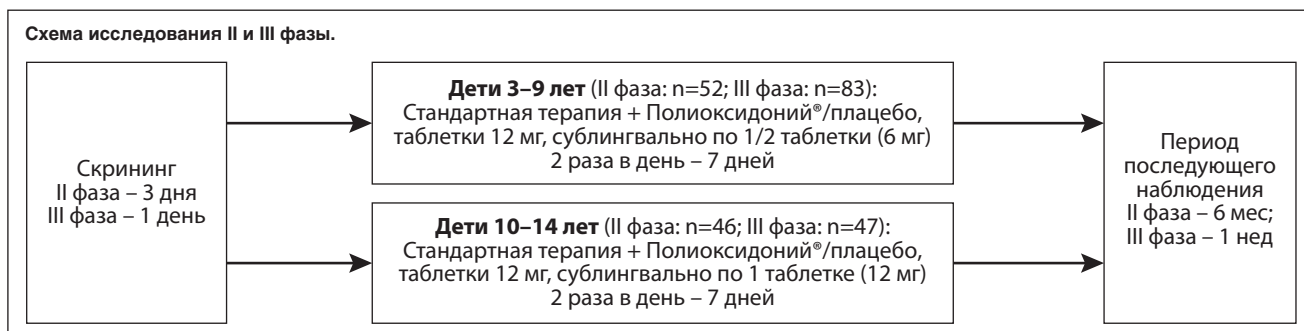 Схема исследования II и III фазы.
Скрининг
II фаза – 3 дня
III фаза – 1 день
Дети 3–9 лет (II фаза: n=52; III фаза: n=83):
Стандартная терапия + Полиоксидоний®/плацебо,
таблетки 12 мг, сублингвально по 1/2 таблетки (6 мг)
2 раза в день – 7 дней
Дети 10–14 лет (II фаза: n=46; III фаза: n=47):
Стандартная терапия + Полиоксидоний®/плацебо,
таблетки 12 мг, сублингвально по 1 таблетке (12 мг)
2 раза в день – 7 дней
Период
последующего
наблюдения
II фаза – 6 мес;
III фаза – 1 нед